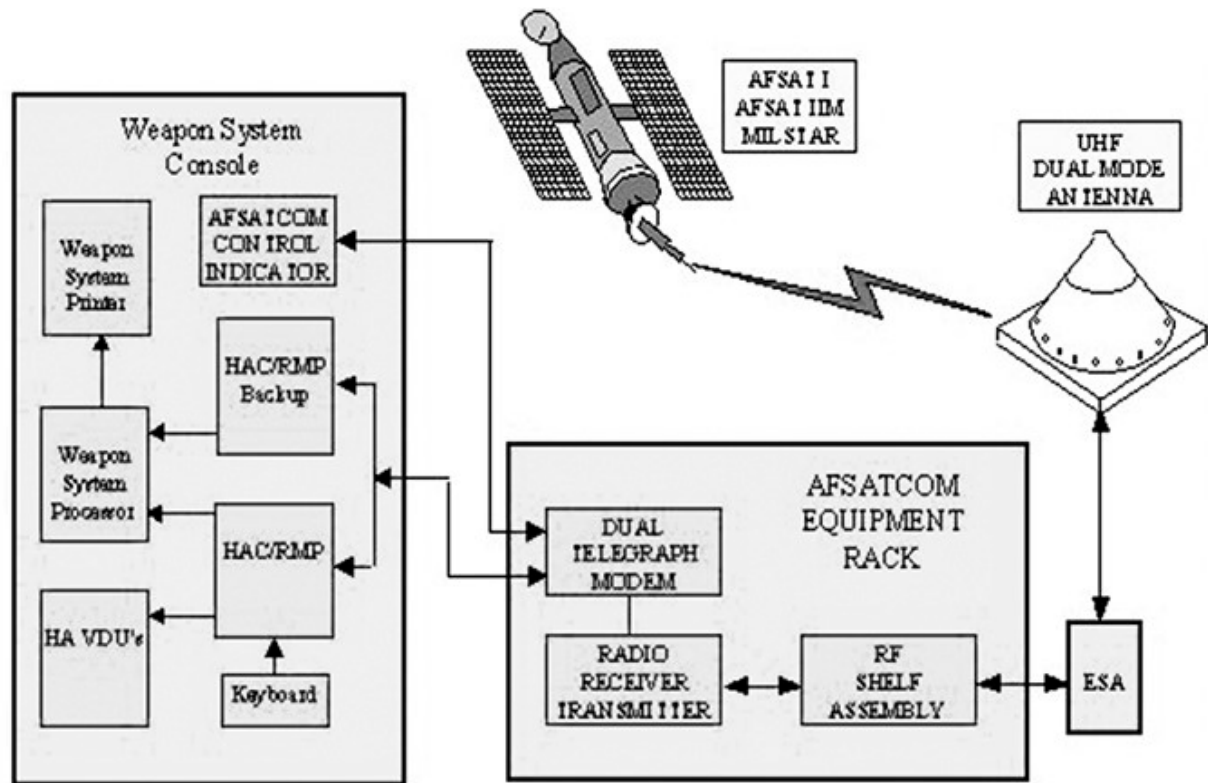 Weapon System
Console
AFSATCOM
CONTROL
INDICATOR
Weapon
System
Printer
HAC/RMP
Backup
Weapon
System
Processor
HAC/RMP
HA VDU's
Keyboard
AFSAT I
AFSAT IIM
MILSTAR
UHF
DUAL MODE
ANTENNA
AFSATCOM
EQUIPMENT
RACK
DUAL
TELEGRAPH
MODEM
RADIO
RECEIVER
TRANSMITTER
RF
SHELF
ASSEMBLY
ESA